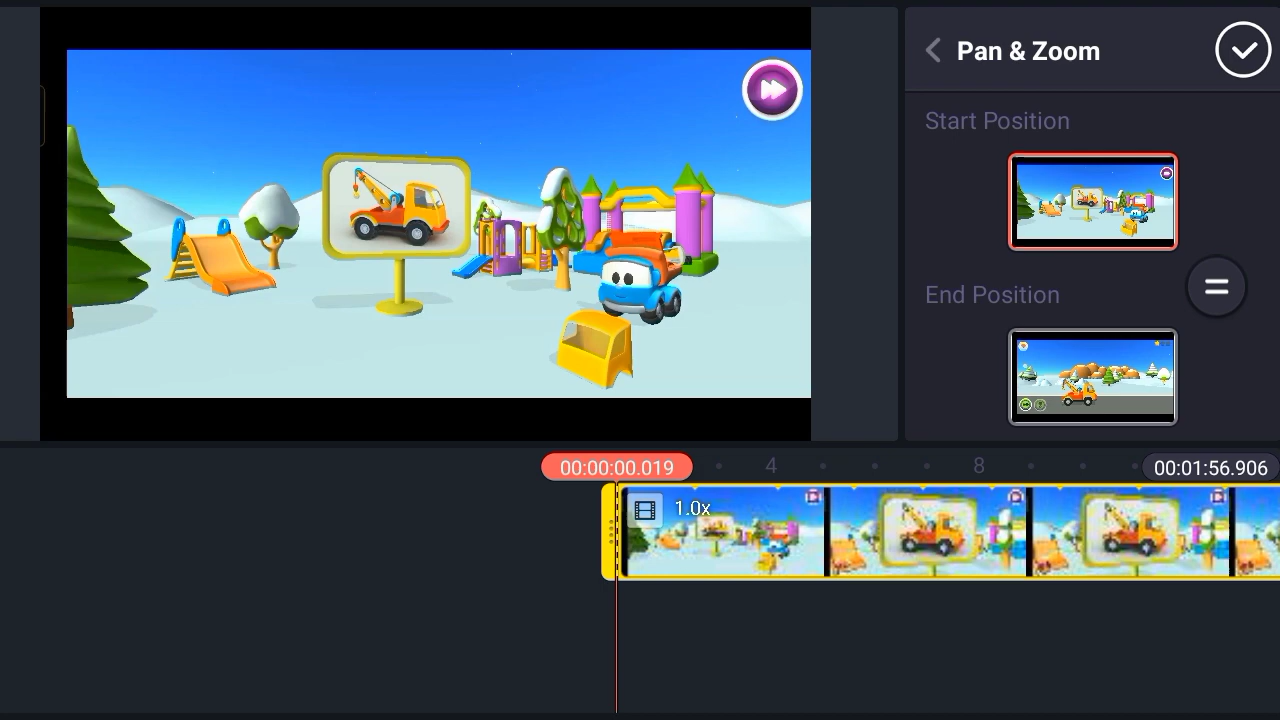 Pan & Zoom
Start Position
End Position
00:00:00.019
4
8
00:01:56.906
1.0x